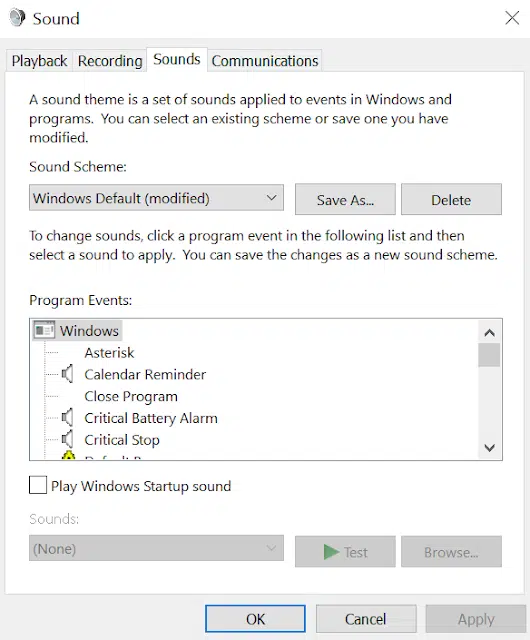 Sound
Playback Recording Sounds Communications
A sound theme is a set of sounds applied to events in Windows and
programs. You can select an existing scheme or save one you have
modified.
Sound Scheme:
Windows Default (modified) Save As... Delete
To change sounds, click a program event in the following list and then
select a sound to apply. You can save the changes as a new sound scheme.
Program Events:
Windows
Asterisk
Calendar Reminder
Close Program
Critical Battery Alarm
Critical Stop
Play Windows Startup sound
Sounds:
(None) Test Browse...
OK Cancel Apply